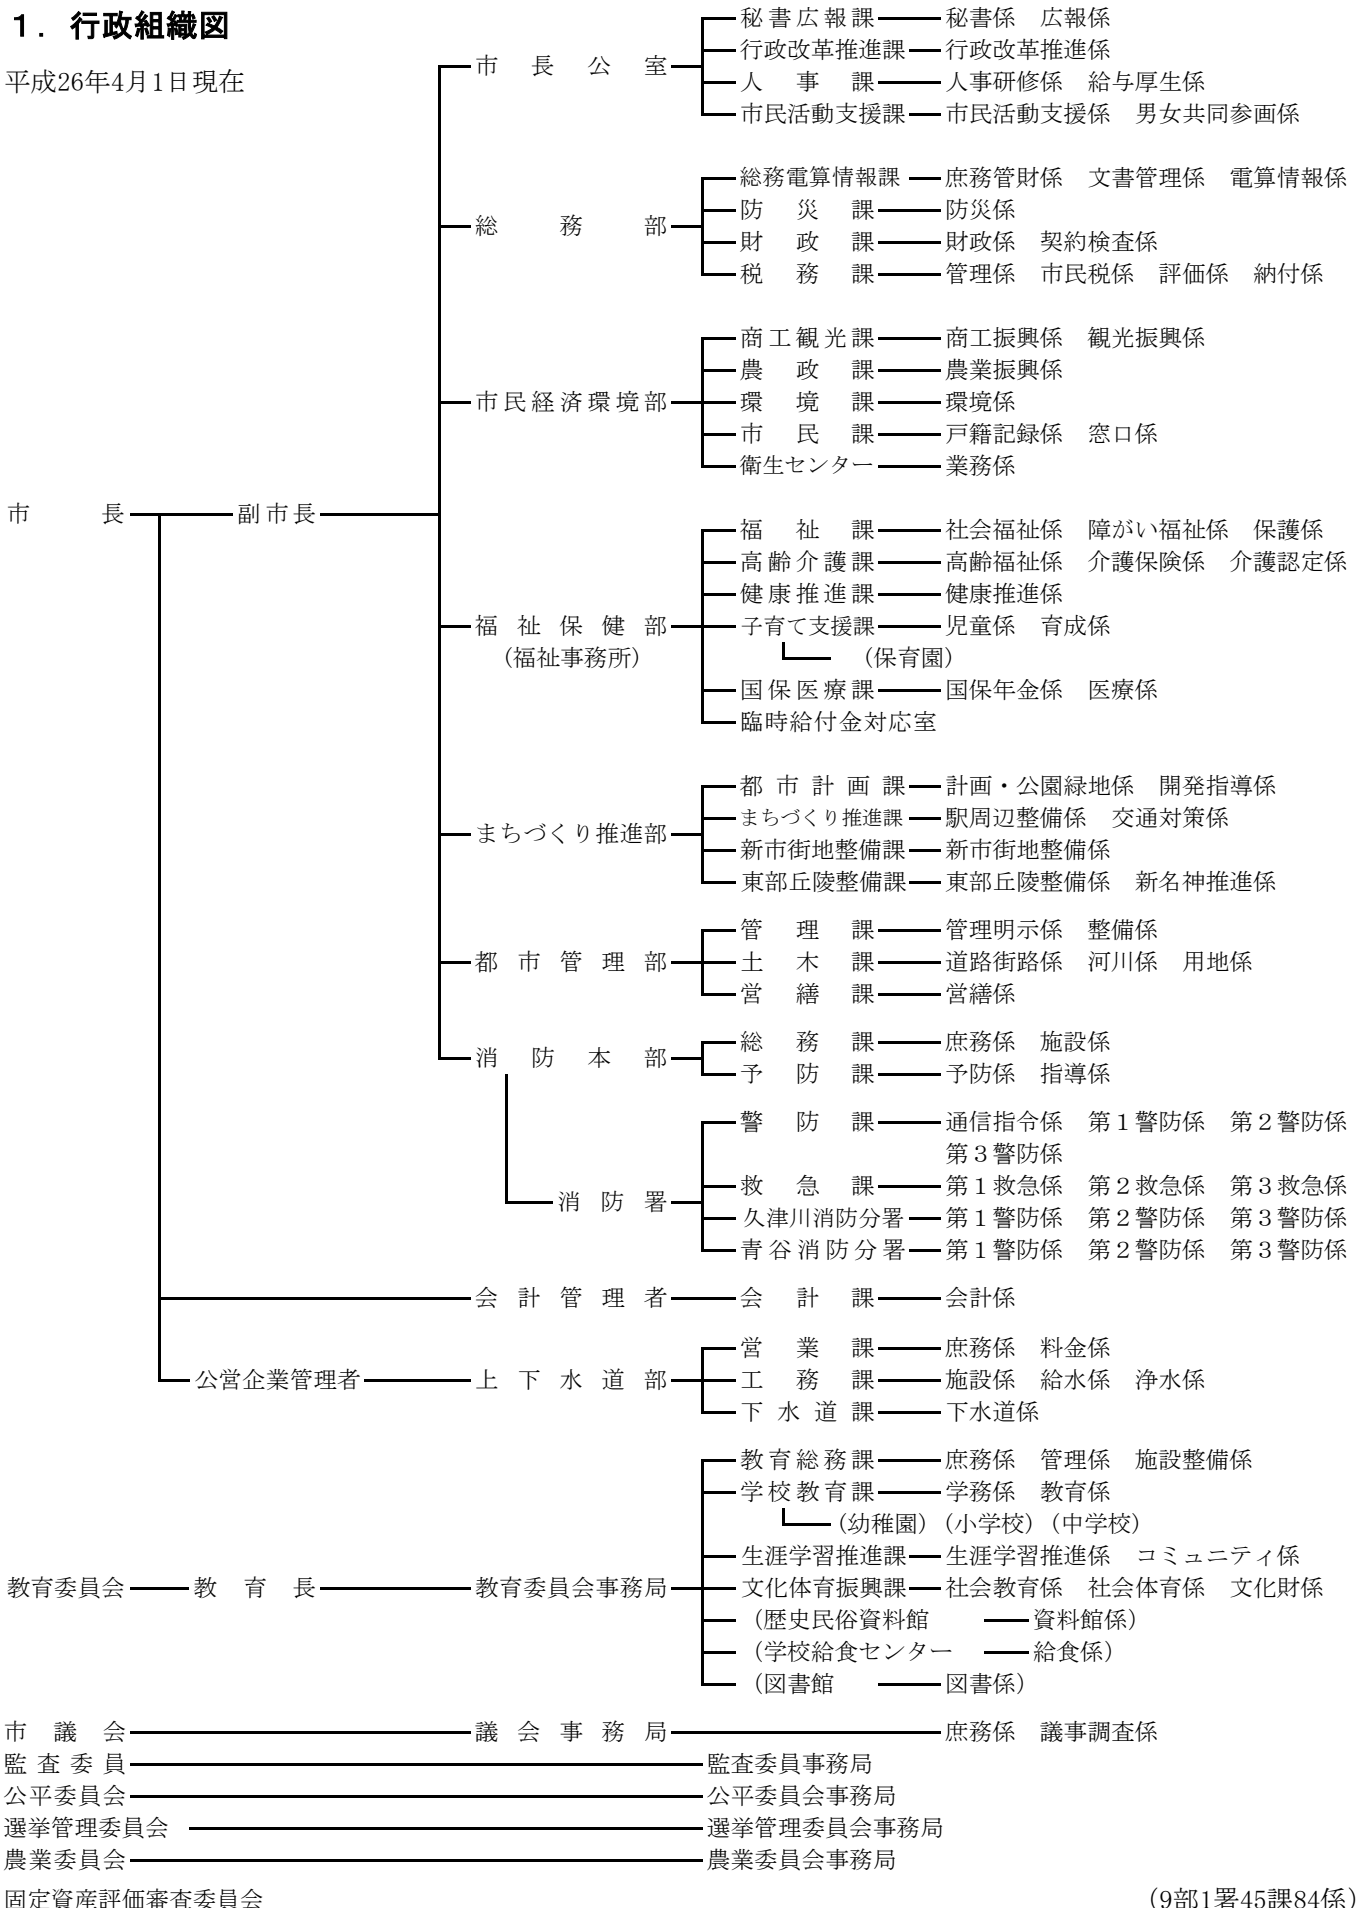 １．行政組織図
平成26年4月1日現在
市長公室
秘書広報課 秘書係 広報係
行政改革推進課 行政改革推進係
人事課 人事研修係 給与厚生係
市民活動支援課 市民活動支援係 男女共同参画係
総務部
総務電算情報課 庶務管財係 文書管理係 電算情報係
防災課 防災係
財政課 財政係 契約検査係
税務課 管理係 市民税係 評価係 納付係
市民経済環境部
商工観光課 商工振興係 観光振興係
農政課 農業振興係
環境課 環境係
市民課 戸籍記録係 窓口係
衛生センター 業務係
市長 副市長
福祉保健部
(福祉事務所)
福祉課 社会福祉係 障がい福祉係 保護係
高齢介護課 高齢福祉係 介護保険係 介護認定係
健康推進課 健康推進係
子育て支援課 児童係 育成係
(保育園)
国保医療課 国保年金係 医療係
臨時給付金対応室
まちづくり推進部
都市計画課 計画・公園緑地係 開発指導係
まちづくり推進課 駅周辺整備係 交通対策係
新市街地整備課 新市街地整備係
東部丘陵整備課 東部丘陵整備係 新名神推進係
都市管理部
管理課 管理明示係 整備係
土木課 道路街路係 河川係 用地係
営繕課 営繕係
消防本部
総務課 庶務係 施設係
予防課 予防係 指導係
消防署
警防課 通信指令係 第１警防係 第２警防係
第３警防係
救急課 第１救急係 第２救急係 第３救急係
久津川消防分署 第１警防係 第２警防係 第３警防係
青谷消防分署 第１警防係 第２警防係 第３警防係
会計管理者 会計課 会計係
公営企業管理者 上下水道部
営業課 庶務係 料金係
工務課 施設係 給水係 浄水係
下水道課 下水道係
教育委員会 教育長 教育委員会事務局
教育総務課 庶務係 管理係 施設整備係
学校教育課 学務係 教育係
(幼稚園) (小学校) (中学校)
生涯学習推進課 生涯学習推進係 コミュニティ係
文化体育振興課 社会教育係 社会体育係 文化財係
(歴史民俗資料館 資料館係)
(学校給食センター 給食係)
(図書館 図書係)
市議会 議会事務局 庶務係 議事調査係
監査委員 監査委員事務局
公平委員会 公平委員会事務局
選挙管理委員会 選挙管理委員会事務局
農業委員会 農業委員会事務局
固定資産評価審査委員会 (9部1署45課84係)